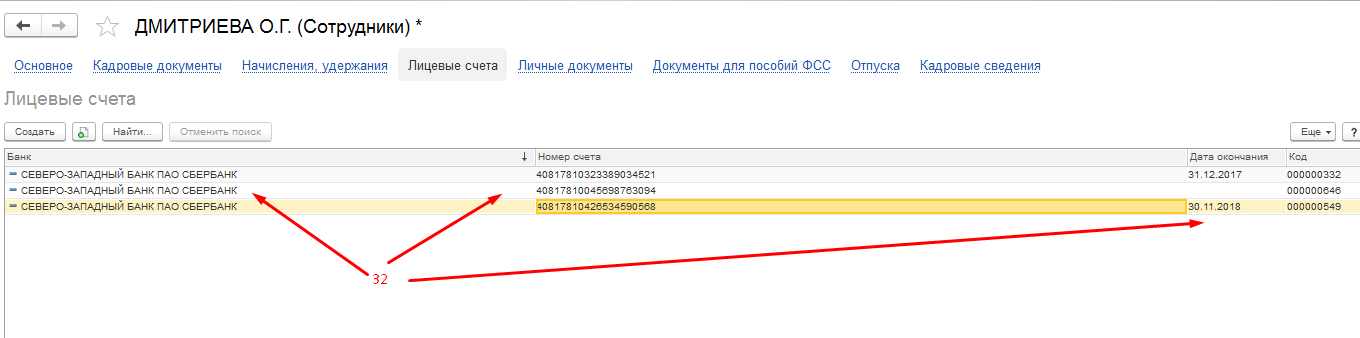 ДМИТРИЕВА О.Г. (Сотрудники) *
Основное Кадровые документы Начисления, удержания Лицевые счета Личные документы Документы для пособий ФСС Отпуска Кадровые сведения
Лицевые счета
Создать Найти... Отменить поиск Еще ?
Банк Номер счета Дата окончания Код
СЕВЕРО-ЗАПАДНЫЙ БАНК ПАО СБЕРБАНК 40817810323389034521 31.12.2017 000000332
СЕВЕРО-ЗАПАДНЫЙ БАНК ПАО СБЕРБАНК 40817810045698763094 000000646
СЕВЕРО-ЗАПАДНЫЙ БАНК ПАО СБЕРБАНК 40817810426534590568 30.11.2018 000000549
32